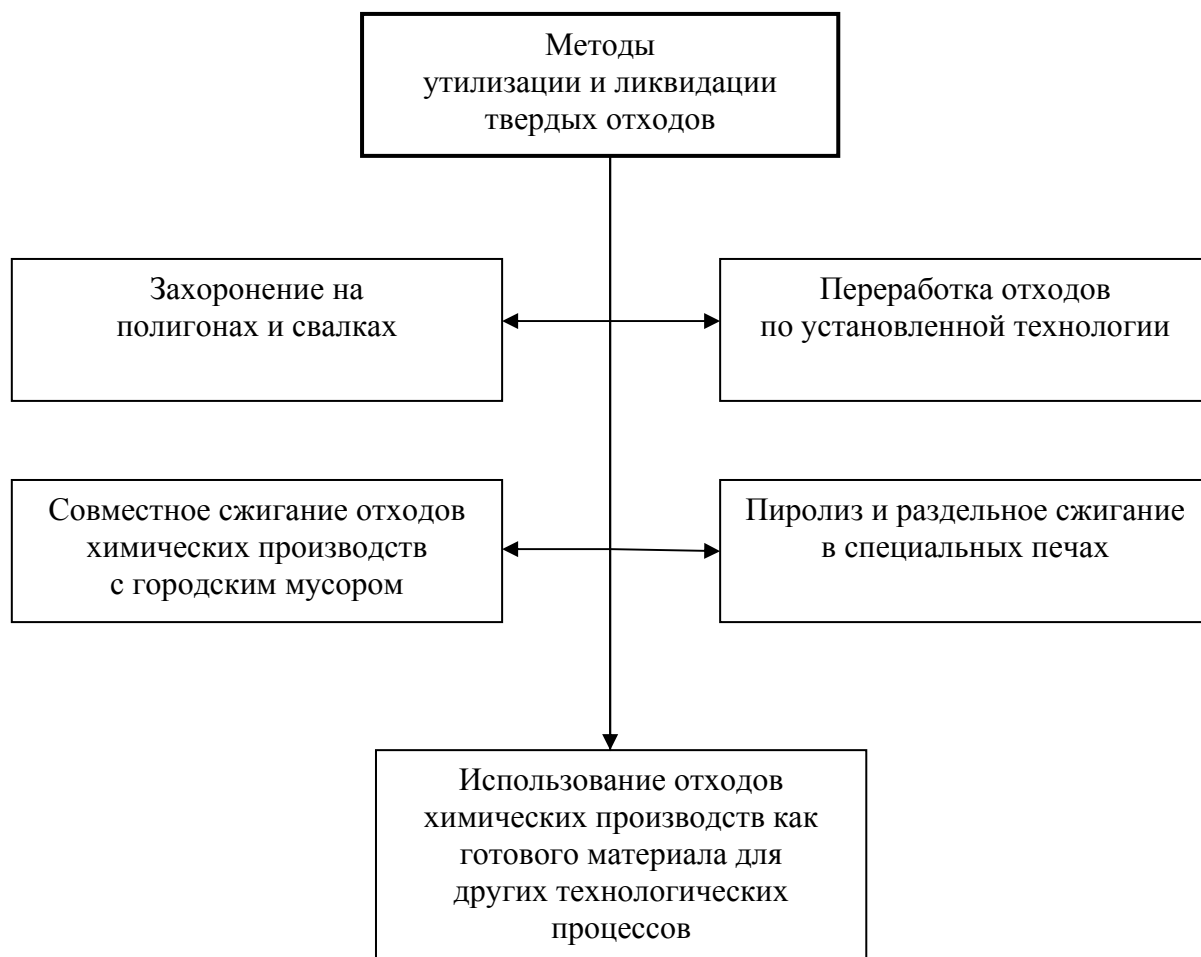 Методы
утилизации и ликвидации
твердых отходов
Захоронение на
полигонах и свалках
Переработка отходов
по установленной технологии
Совместное сжигание отходов
химических производств
с городским мусором
Пиролиз и раздельное сжигание
в специальных печах
Использование отходов
химических производств как
готового материала для
других технологических
процессов